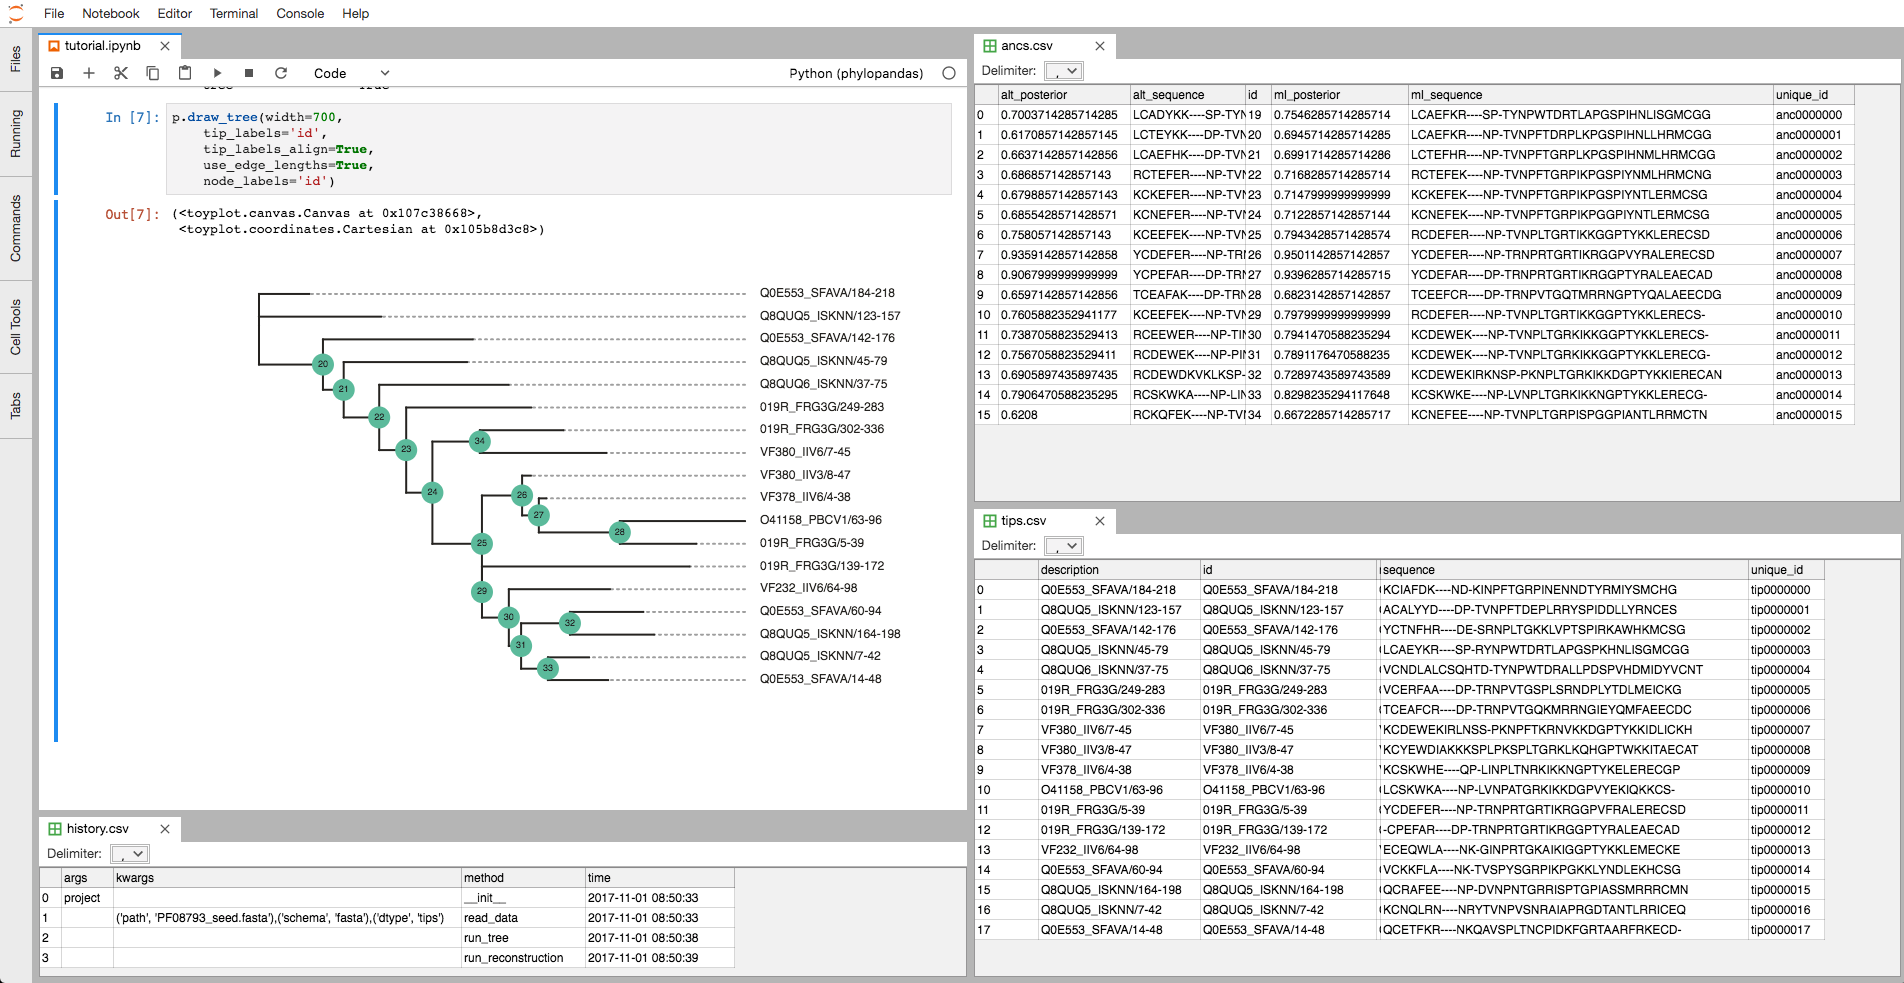 File Notebook Editor Terminal Console Help
Files
Running
Commands
Cell Tools
Tabs
tutorial.ipynb
Code
Python (phylopandas)
In [7]: p.draw_tree(width=700,
tip_labels='id',
tip_labels_align=True,
use_edge_lengths=True,
node_labels='id')
Out[7]: (<toyplot.canvas.Canvas at 0x107c38668>,
<toyplot.coordinates.Cartesian at 0x105b8d3c8>)
Q0E553_SFAVA/184-218
Q8QUQ5_ISKNN/123-157
Q0E553_SFAVA/142-176
20
Q8QUQ5_ISKNN/45-79
21
Q8QUQ6_ISKNN/37-75
22
019R_FRG3G/249-283
019R_FRG3G/302-336
34
23
VF380_IIV6/7-45
VF380_IIV3/8-47
24
26
VF378_IIV6/4-38
27
O41158_PBCV1/63-96
28
25
019R_FRG3G/5-39
019R_FRG3G/139-172
29
VF232_IIV6/64-98
Q0E553_SFAVA/60-94
30
32
Q8QUQ5_ISKNN/164-198
31
Q8QUQ5_ISKNN/7-42
33
Q0E553_SFAVA/14-48
history.csv
Delimiter: ,
args kwargs method time
0 project __init__ 2017-11-01 08:50:33
1 ('path', 'PF08793_seed.fasta'),('schema', 'fasta'),('dtype', 'tips') read_data 2017-11-01 08:50:33
2 run_tree 2017-11-01 08:50:38
3 run_reconstruction 2017-11-01 08:50:39
ancs.csv
Delimiter: ,
alt_posterior alt_sequence id ml_posterior ml_sequence unique_id
0 0.7003714285714285 LCADYKK----SP-TYN 19 0.7546285714285714 LCAEFKR----SP-TYNPWTDRTLAPGSPIHNLISGMCGG anc0000000
1 0.6170857142857145 LCTEYKK----DP-TVN 20 0.694571428571 4285 LCAEFKR----NP-TVNPFTDRPLKPGSPIHNLLHRMCGG anc0000001
2 0.6637142857142856 LCAEFHK----DP-TVN 21 0.6991714285714286 LCTEFHR----NP-TVNPFTGRPLKPGSPIHNMLHRMCGG anc0000002
3 0.686857142857143 RCTEFER----NP-TVN 22 0.7168285714285714 RCTEFEK----NP-TVNPFTGRPIKPGSPIYNMLHRMCNG anc0000003
4 0.6798857142857143 KCKEFER----NP-TVN 23 0.7147999999999999 KCKEFEK----NP-TVNPFTGRPIKPGSPIYNTLERMCSG anc0000004
5 0.6855428571428571 KCNEFER----NP-TVN 24 0.7122857142857144 KCNEFEK----NP-TVNPFTGRPIKPGGPIYNTLERMCSG anc0000005
6 0.758057142857143 KCEEFEK----NP-TVN 25 0.7943428571428574 RCDEFER----NP-TVNPLTGRTIKKGGPTYKKLERECSD anc0000006
7 0.9359142857142858 YCDEFER----NP-TRN 26 0.9501142857142857 YCDEFER----NP-TRNPRTGRTIKRGGPVYRALERECSD anc0000007
8 0.9067999999999999 YCPEFAR----DP-TRN 27 0.9396285714285715 YCDEFAR----DP-TRNPRTGRTIKRGGPTYRALEAECAD anc0000008
9 0.6597142857142856 TCEAFAK----DP-TRN 28 0.6823142857142857 TCEEFCR----DP-TRNPVTGQTMRRNGPTYQALAEECDG anc0000009
10 0.7605882352941177 KCEEFEK----NP-TVN 29 0.7979999999999999 RCDEFER----NP-TVNPLTGRTIKKGGPTYKKLERECS- anc0000010
11 0.7387058823529413 RCEEWER----NP-TIN 30 0.7941470588235294 KCDEWEK----NP-TVNPLTGRKIKKGGPTYKKLERECS- anc0000011
12 0.7567058823529411 RCDEWEK----NP-PIN 31 0.7891176470588235 KCDEWEK----NP-TVNPLTGRKIKKGGPTYKKLERECG- anc0000012
13 0.6905897435897435 RCDEWDKVKLKSP- 32 0.7289743589743589 KCDEWEKIRKNSP-PKNPLTGRKIKKDGPTYKKIERECAN anc0000013
14 0.7906470588235295 RCSKWKA----NP-LIN 33 0.8298235294117648 KCSKWKE----NP-LVNPLTGRKIKKNGPTYKKLERECG- anc0000014
15 0.6208 RCKQFEK----NP-TVN 34 0.6672285714285717 KCNEFEE----NP-TVNPLTGRPISPGGPIANTLRRMCTN anc0000015
tips.csv
Delimiter: ,
description id sequence unique_id
0 Q0E553_SFAVA/184-218 Q0E553_SFAVA/184-218 KCIAFDK----ND-KINPFTGRPINENNDTYRMIYSMCHG tip0000000
1 Q8QUQ5_ISKNN/123-157 Q8QUQ5_ISKNN/123-157 ACALYYD----DP-TVNPFTDEPLRRYSPIDDLLYRNCES tip0000001
2 Q0E553_SFAVA/142-176 Q0E553_SFAVA/142-176 YCTNFHR----DE-SRNPLTGKKLVPTSPIRKAWHKMCSG tip0000002
3 Q8QUQ5_ISKNN/45-79 Q8QUQ5_ISKNN/45-79 LCAEYKR----SP-RYNPWTDRTLAPGSPKHNLISGMCGG tip0000003
4 Q8QUQ6_ISKNN/37-75 Q8QUQ6_ISKNN/37-75 VCNDLALCSQHTD-TYNPWTDRALLPDSPVHDMIDYVCNT tip0000004
5 019R_FRG3G/249-283 019R_FRG3G/249-283 VCERFAA----DP-TRNPVTGSPLSRNDPLYTDLMEICKG tip0000005
6 019R_FRG3G/302-336 019R_FRG3G/302-336 TCEAFCR----DP-TRNPVTGQKMRRNGIEYQMFAEECDC tip0000006
7 VF380_IIV6/7-45 VF380_IIV6/7-45 KCDEWEKIRLNSS-PKNPFTKRNVKKDGPTYKKIDLICKH tip0000007
8 VF380_IIV3/8-47 VF380_IIV3/8-47 KCYEWDIAKKKSPLPKSPLTGRKLKQHGPTWKKITAECAT tip0000008
9 VF378_IIV6/4-38 VF378_IIV6/4-38 KCSKWHE----QP-LINPLTNRKIKKNGPTYKELERECGP tip0000009
10 O41158_PBCV1/63-96 O41158_PBCV1/63-96 LCSKWKA----NP-LVNPATGRKIKKDGPVYEKIQKKCS- tip0000010
11 019R_FRG3G/5-39 019R_FRG3G/5-39 YCDEFER----NP-TRNPRTGRTIKRGGPVFRALERECSD tip0000011
12 019R_FRG3G/139-172 019R_FRG3G/139-172 -CPEFAR----DP-TRNPRTGRTIKRGGPTYRALEAECAD tip0000012
13 VF232_IIV6/64-98 VF232_IIV6/64-98 ECEQWLA----NK-GINPRTGKAIKIGGPTYKKLEMECKE tip0000013
14 Q0E553_SFAVA/60-94 Q0E553_SFAVA/60-94 VCKKFLA----NK-TVSPYSGRPIKPGKKLYNDLEKHCSG tip0000014
15 Q8QUQ5_ISKNN/164-198 Q8QUQ5_ISKNN/164-198 QCRAFEE----NP-DVNPNTGRRISPTGPIASSMRRRCMN tip0000015
16 Q8QUQ5_ISKNN/7-42 Q8QUQ5_ISKNN/7-42 KCNQLRN----NRYTVNPVSNRAIAPRGDTANTLRRICEQ tip0000016
17 Q0E553_SFAVA/14-48 Q0E553_SFAVA/14-48 QCETFKR----NKQAVSPLTNCPIDKFGRTAARFRKECD- tip0000017